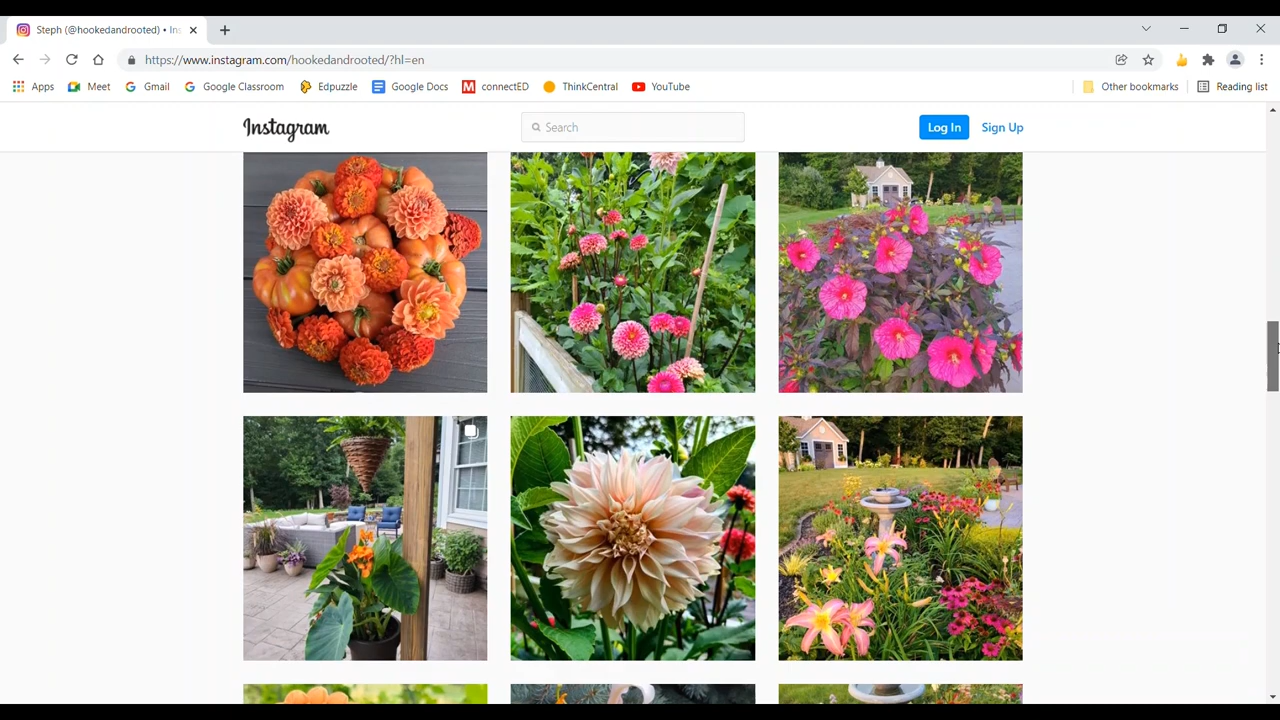 Steph (@hookedandrooted) • Ins
https://www.instagram.com/hookedandrooted/?hl=en
Apps Meet Gmail Google Classroom Edpuzzle Google Docs connectED ThinkCentral YouTube Other bookmarks Reading list
Instagram Search Log In Sign Up